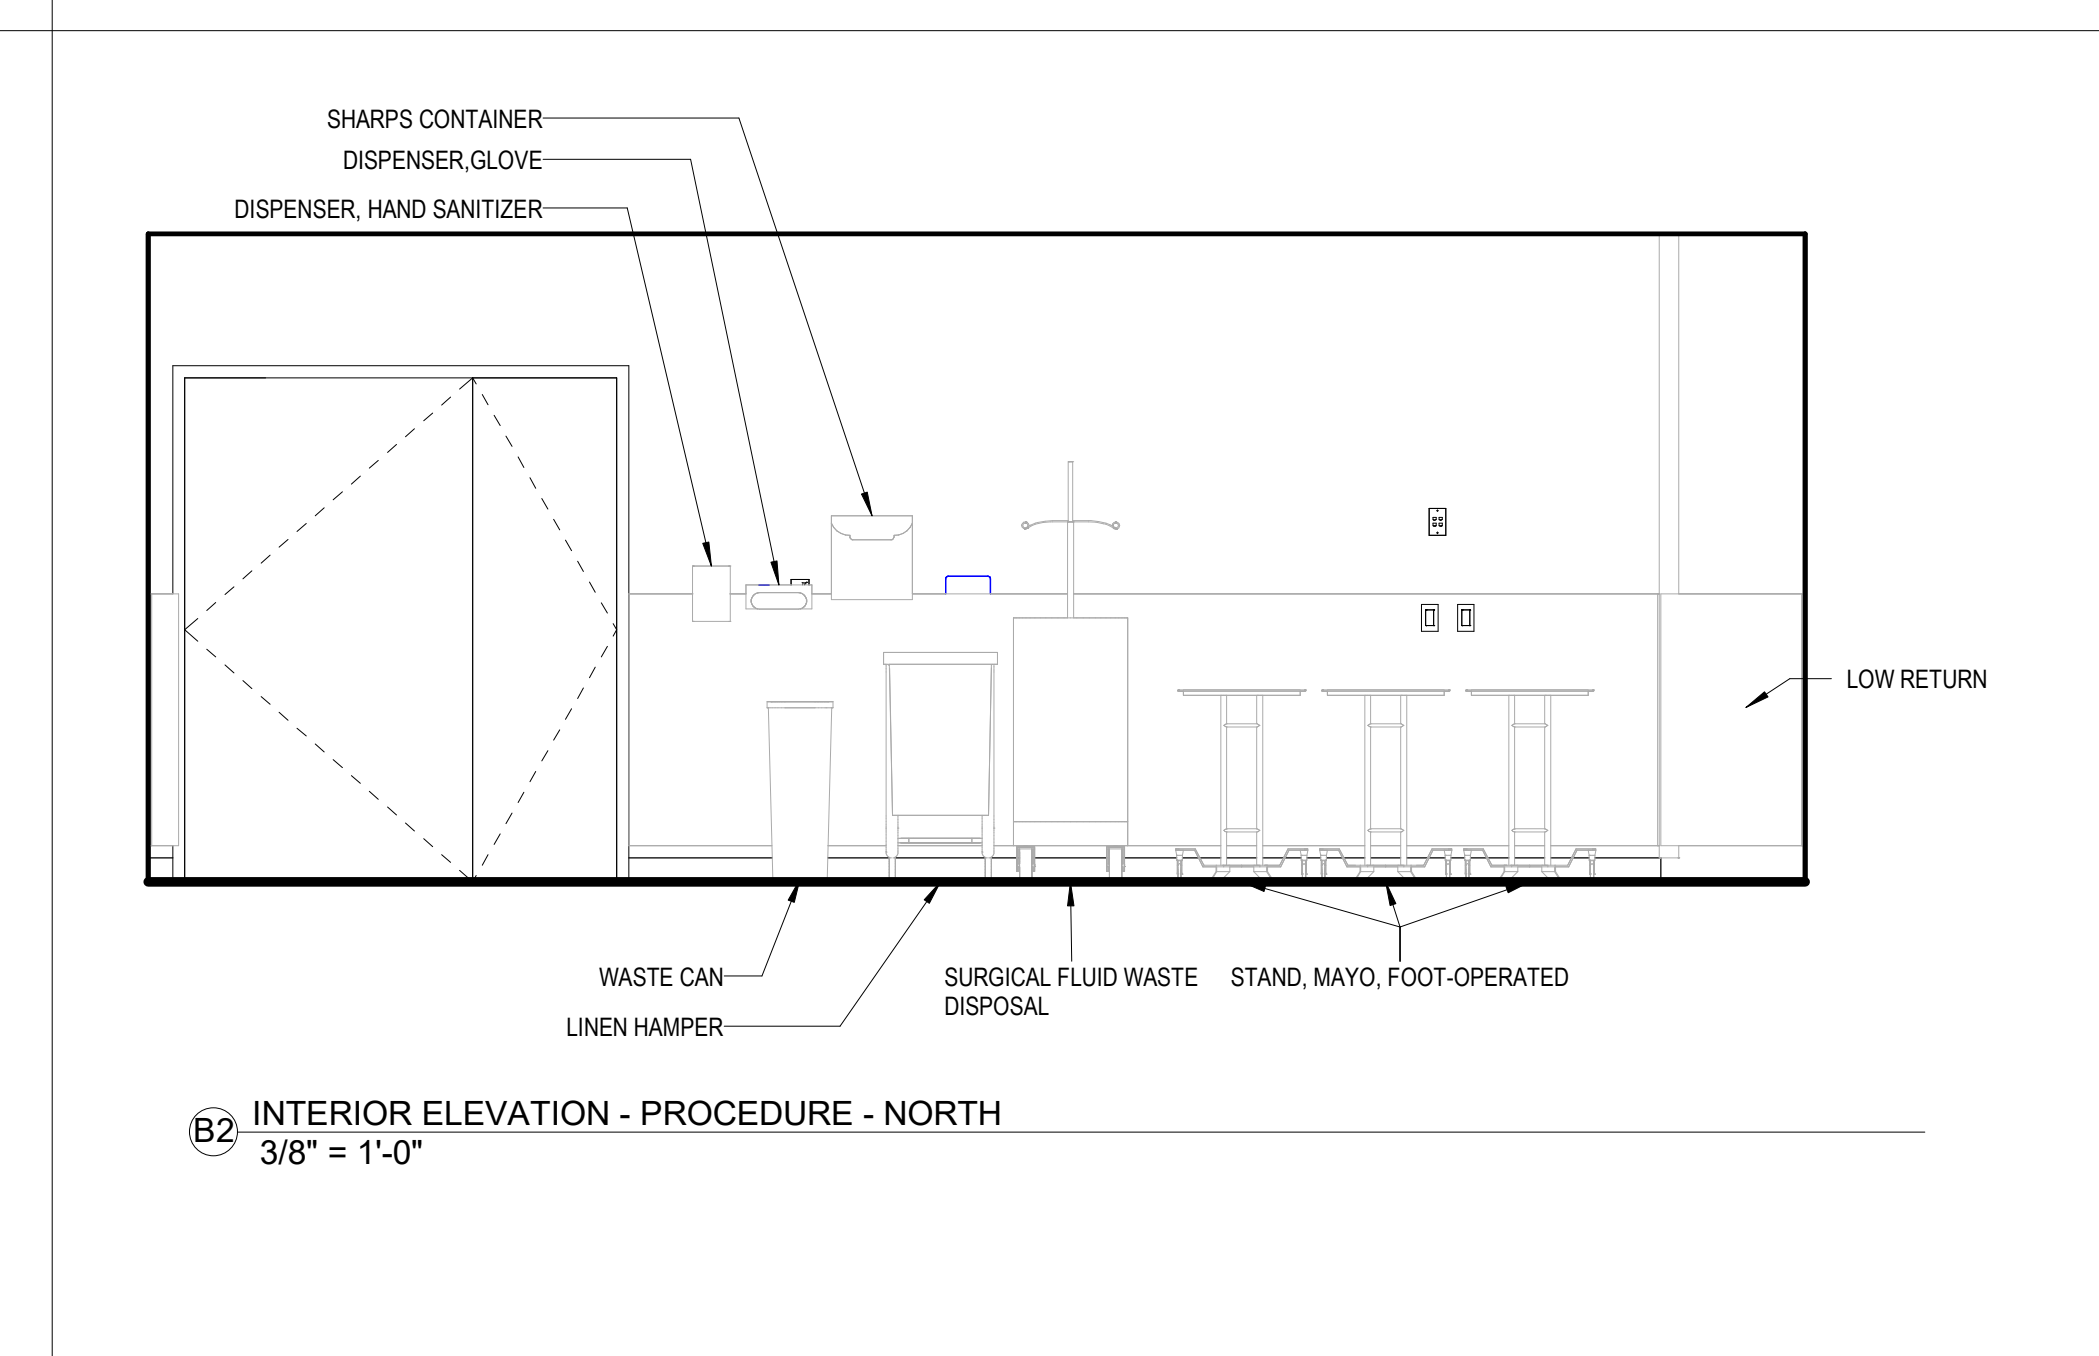 SHARPS CONTAINER
DISPENSER,GLOVE
DISPENSER, HAND SANITIZER
LOW RETURN
WASTE CAN
LINEN HAMPER
SURGICAL FLUID WASTE
DISPOSAL
STAND, MAYO, FOOT-OPERATED
B2
INTERIOR ELEVATION - PROCEDURE - NORTH
3/8" = 1'-0"